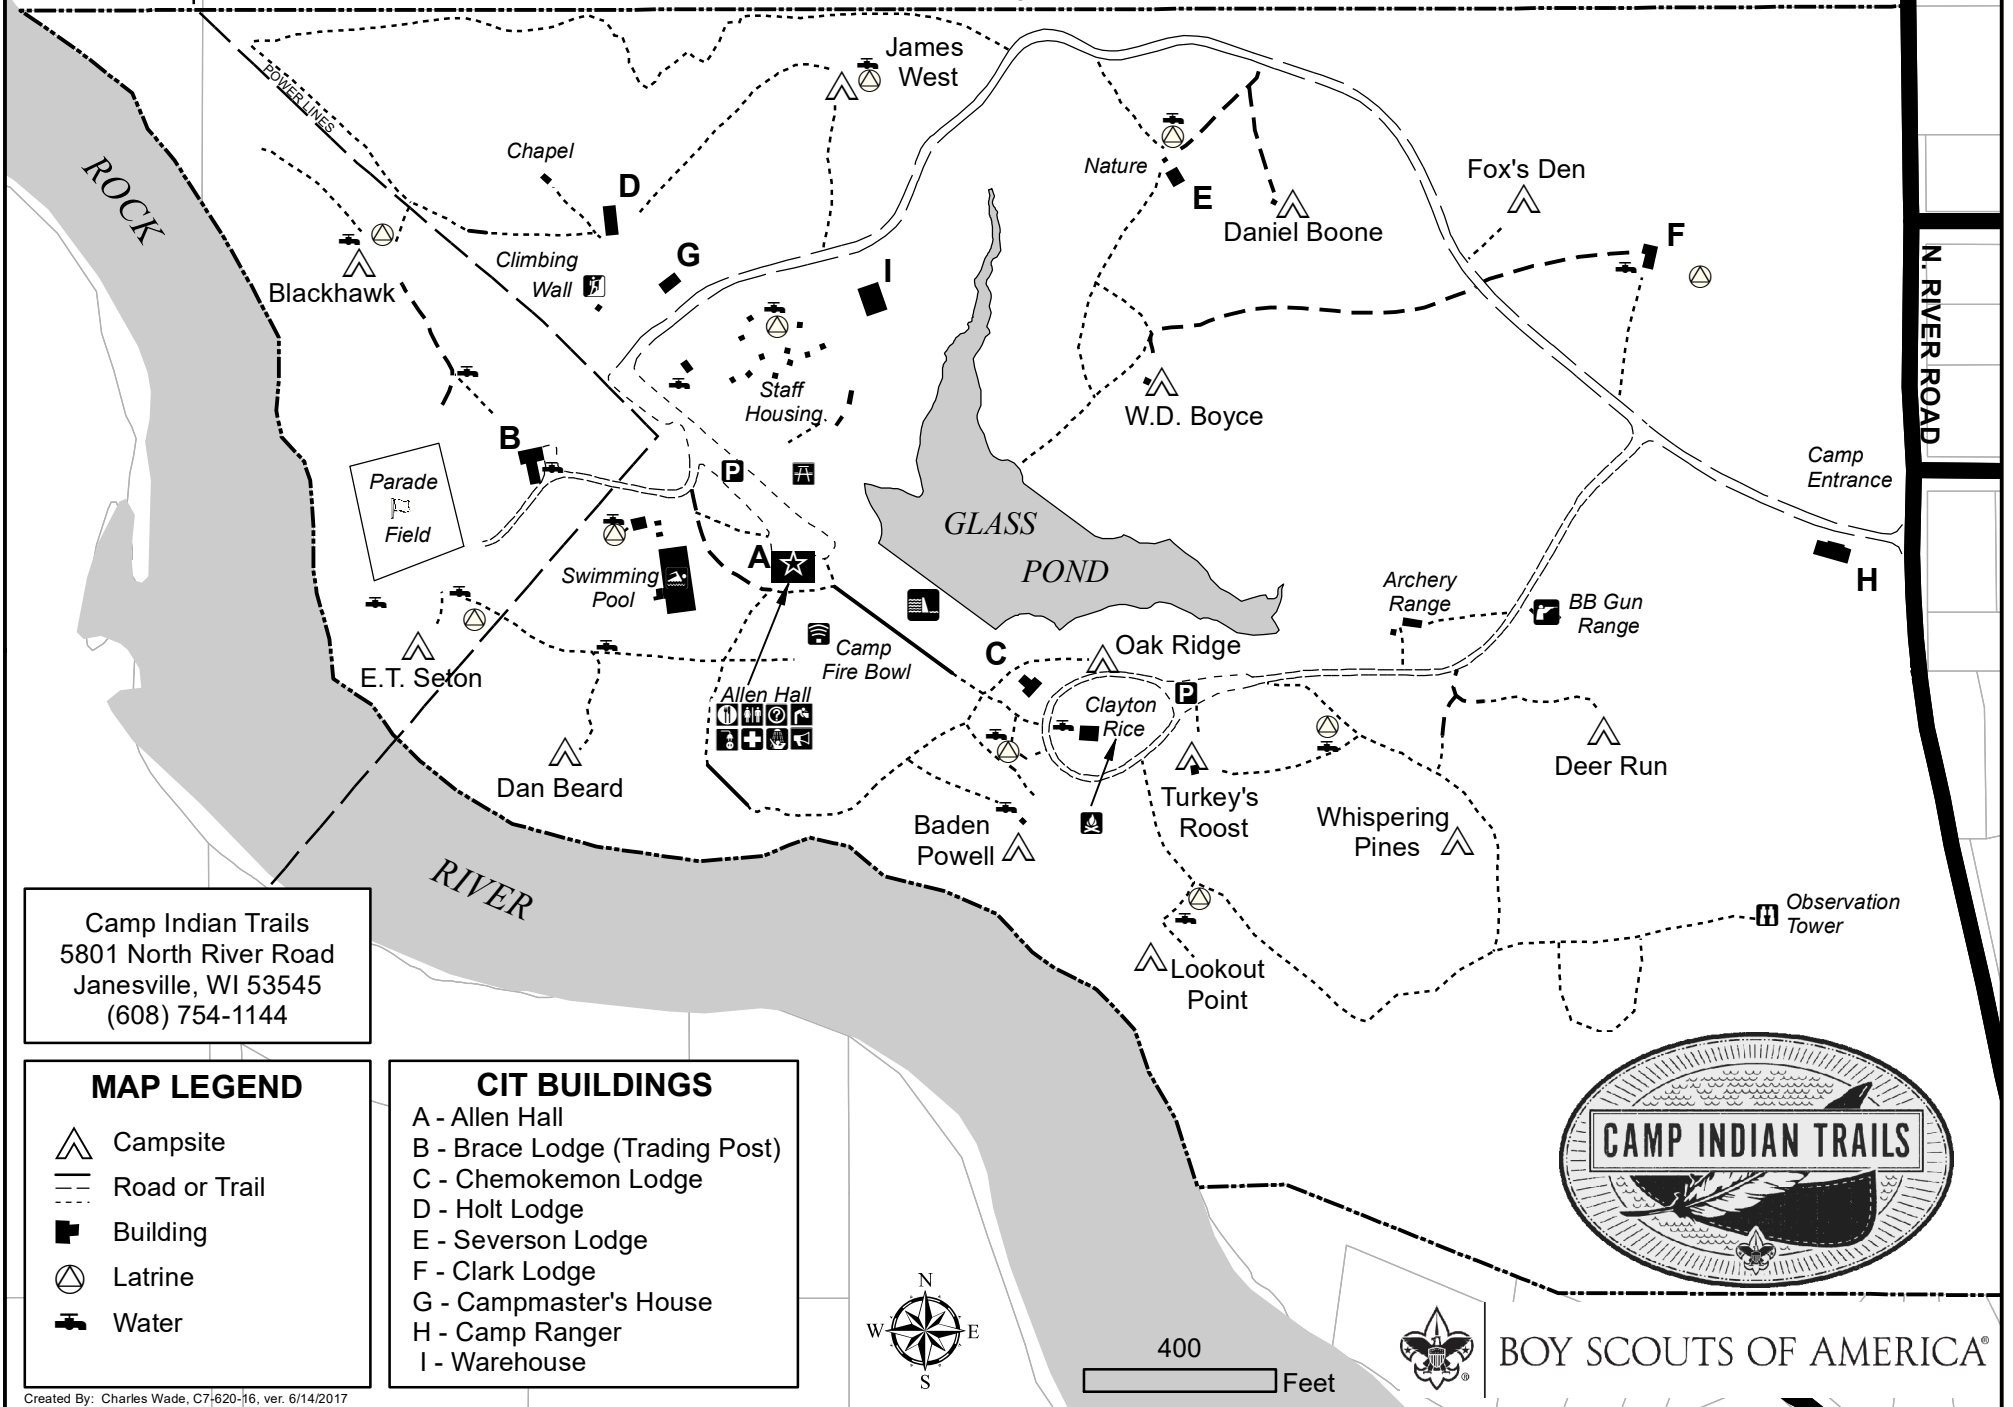 James
West
POWER LINES
ROCK
Chapel
D
Nature
E
Fox's Den
Daniel Boone
F
Climbing
Wall
G
I
Blackhawk
N. RIVER ROAD
Staff
Housing
W.D. Boyce
B
P
Camp
Entrance
Parade
Field
GLASS
POND
A
H
Swimming
Pool
Archery
Range
BB Gun
Range
Camp
Fire Bowl
C
Oak Ridge
E.T. Seton
Allen Hall
P
Clayton
Rice
Dan Beard
Deer Run
Turkey's
Roost
Baden
Powell
Whispering
Pines
RIVER
Observation
Tower
Lookout
Point
Camp Indian Trails
5801 North River Road
Janesville, WI 53545
(608) 754-1144
MAP LEGEND
Campsite
Road or Trail
Building
Latrine
Water
CIT BUILDINGS
A - Allen Hall
B - Brace Lodge (Trading Post)
C - Chemokemon Lodge
D - Holt Lodge
E - Severson Lodge
F - Clark Lodge
G - Campmaster's House
H - Camp Ranger
I - Warehouse
N
W E
S
400
Feet
CAMP INDIAN TRAILS
BOY SCOUTS OF AMERICA®
Created By: Charles Wade, C7-620-16, ver. 6/14/2017